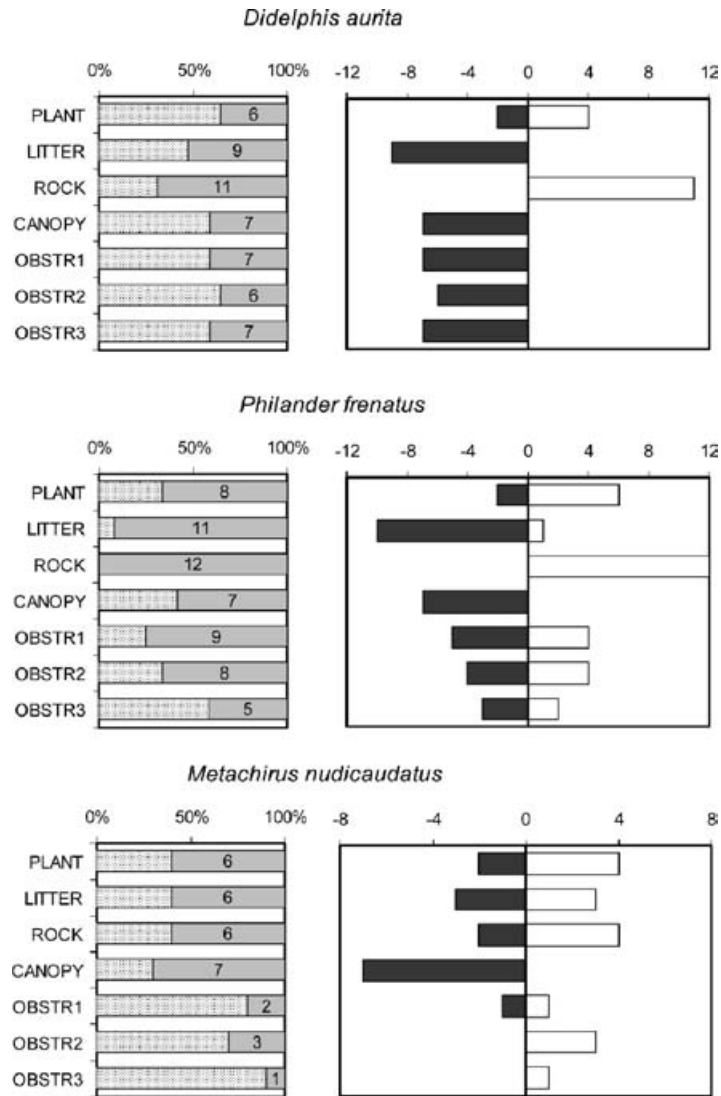 Didelphis aurita
0% 50% 100% -12 -8 -4 0 4 8 12
PLANT 6
LITTER 9
ROCK 11
CANOPY 7
OBSTR1 7
OBSTR2 6
OBSTR3 7
Philander frenatus
0% 50% 100% -12 -8 -4 0 4 8 12
PLANT 8
LITTER 11
ROCK 12
CANOPY 7
OBSTR1 9
OBSTR2 8
OBSTR3 5
Metachirus nudicaudatus
0% 50% 100% -8 -4 0 4 8
PLANT 6
LITTER 6
ROCK 6
CANOPY 7
OBSTR1 2
OBSTR2 3
OBSTR3 1